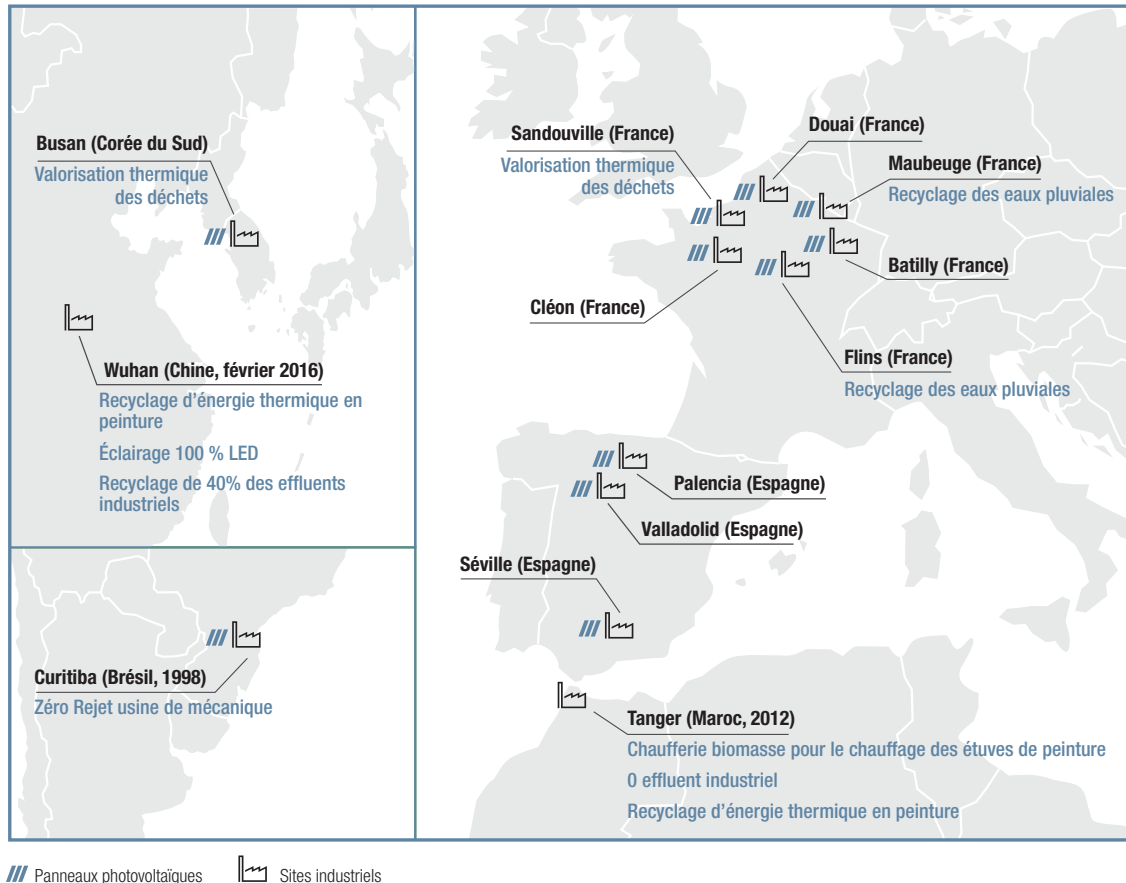 Busan (Corée du Sud)
Valorisation thermique
des déchets
Wuhan (Chine, février 2016)
Recyclage d’énergie thermique en
peinture
Éclairage 100 % LED
Recyclage de 40% des effluents
industriels
Curitiba (Brésil, 1998)
Zéro Rejet usine de mécanique
Sandouville (France)
Valorisation thermique
des déchets
Douai (France)
Maubeuge (France)
Recyclage des eaux pluviales
Batilly (France)
Cléon (France)
Flins (France)
Recyclage des eaux pluviales
Palencia (Espagne)
Valladolid (Espagne)
Séville (Espagne)
Tanger (Maroc, 2012)
Chaufferie biomasse pour le chauffage des étuves de peinture
0 effluent industriel
Recyclage d’énergie thermique en peinture
Panneaux photovoltaïques
Sites industriels